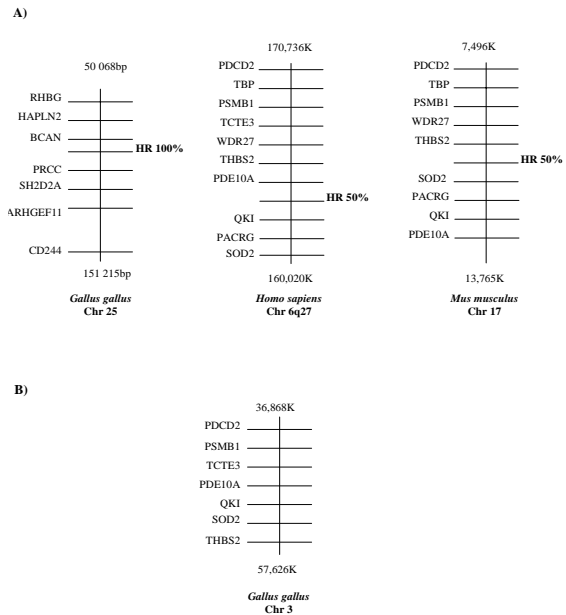 A)
50 068bp
RHBG
HAPLN2
BCAN
HR 100%
PRCC
SH2D2A
ARHGEF11
CD244
151 215bp
Gallus gallus
Chr 25
170,736K
PDCD2
TBP
PSMB1
TCTE3
WDR27
THBS2
PDE10A
HR 50%
QKI
PACRG
SOD2
160,020K
Homo sapiens
Chr 6q27
7,496K
PDCD2
TBP
PSMB1
WDR27
THBS2
HR 50%
SOD2
PACRG
QKI
PDE10A
13,765K
Mus musculus
Chr 17
B)
36,868K
PDCD2
PSMB1
TCTE3
PDE10A
QKI
SOD2
THBS2
57,626K
Gallus gallus
Chr 3